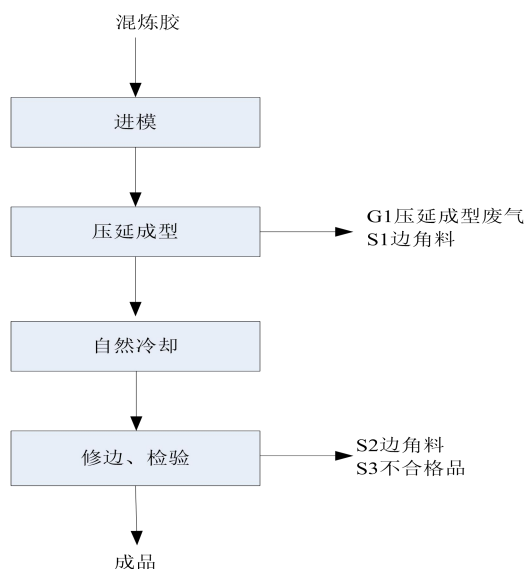 混炼胶
进模
压延成型
G1压延成型废气
S1边角料
自然冷却
修边、检验
S2边角料
S3不合格品
成品